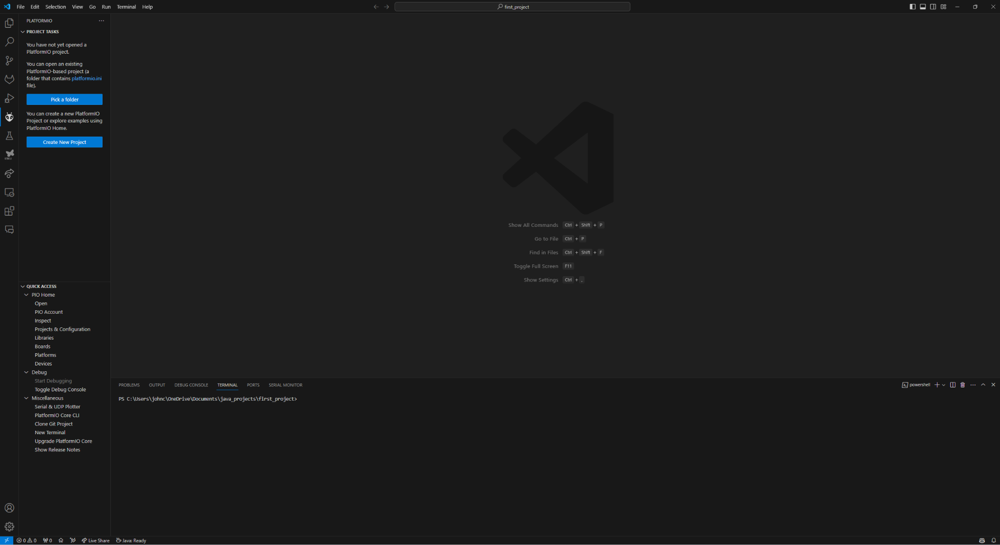 File Edit Selection View Go Run Terminal Help
first_project
PLATFORMIO
PROJECT TASKS
You have not yet opened a
PlatformIO project.
You can open an existing
PlatformIO-based project (a
folder that contains platformio.ini
file).
Pick a folder
You can create a new PlatformIO
Project or explore examples using
PlatformIO Home.
Create New Project
Show All Commands Ctrl + Shift + P
Go to File Ctrl + P
Find in Files Ctrl + Shift + F
Toggle Full Screen F11
Show Settings Ctrl + ,
QUICK ACCESS
PIO Home
Open
PIO Account
Inspect
Projects & Configuration
Libraries
Boards
Platforms
Devices
Debug
Start Debugging
Toggle Debug Console
Miscellaneous
Serial & UDP Plotter
PlatformIO Core CLI
Clone Git Project
New Terminal
Upgrade PlatformIO Core
Show Release Notes
PROBLEMS OUTPUT DEBUG CONSOLE TERMINAL PORTS SERIAL MONITOR
powershell
PS C:\Users\johnc\OneDrive\Documents\java_projects\first_project>
0 0 0 Live Share Java: Ready